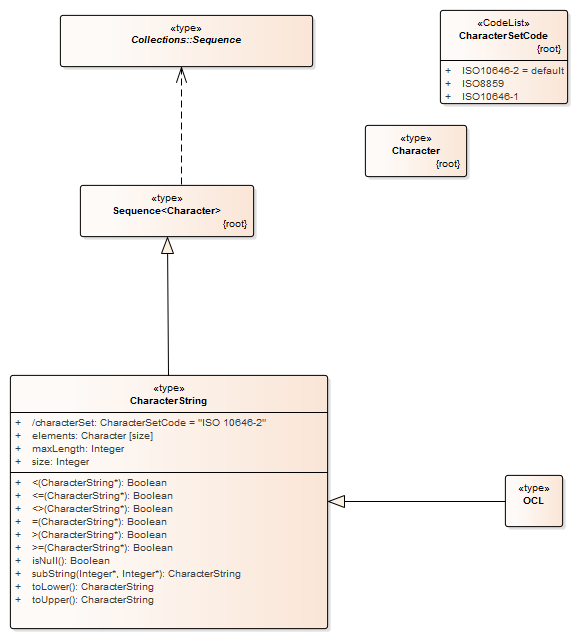 «type»
Collections::Sequence
«CodeList»
CharacterSetCode
{root}
+ ISO10646-2 = default
+ ISO8859
+ ISO10646-1
«type»
Character
{root}
«type»
Sequence<Character>
{root}
«type»
CharacterString
+ /characterSet: CharacterSetCode = "ISO 10646-2"
+ elements: Character [size]
+ maxLength: Integer
+ size: Integer
+ <(CharacterString*): Boolean
+ <=(CharacterString*): Boolean
+ <>(CharacterString*): Boolean
+ =(CharacterString*): Boolean
+ >(CharacterString*): Boolean
+ >=(CharacterString*): Boolean
+ isNull(): Boolean
+ subString(Integer*, Integer*): CharacterString
+ toLower(): CharacterString
+ toUpper(): CharacterString
«type»
OCL